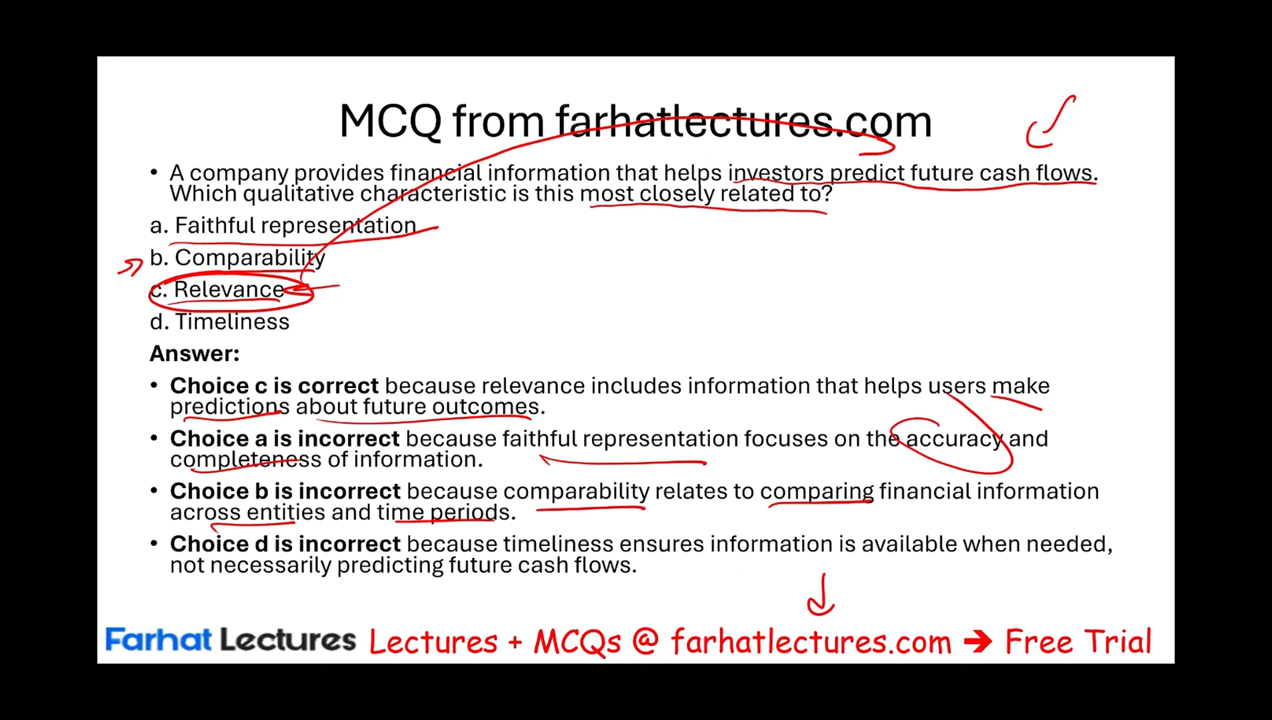 MCQ from farhatlectures.com
• A company provides financial information that helps investors predict future cash flows.
Which qualitative characteristic is this most closely related to?
a. Faithful representation
b. Comparability
c. Relevance
d. Timeliness
Answer:
• Choice c is correct because relevance includes information that helps users make
predictions about future outcomes.
• Choice a is incorrect because faithful representation focuses on the accuracy and
completeness of information.
• Choice b is incorrect because comparability relates to comparing financial information
across entities and time periods.
• Choice d is incorrect because timeliness ensures information is available when needed,
not necessarily predicting future cash flows.
Farhat Lectures Lectures + MCQs @ farhatlectures.com → Free Trial